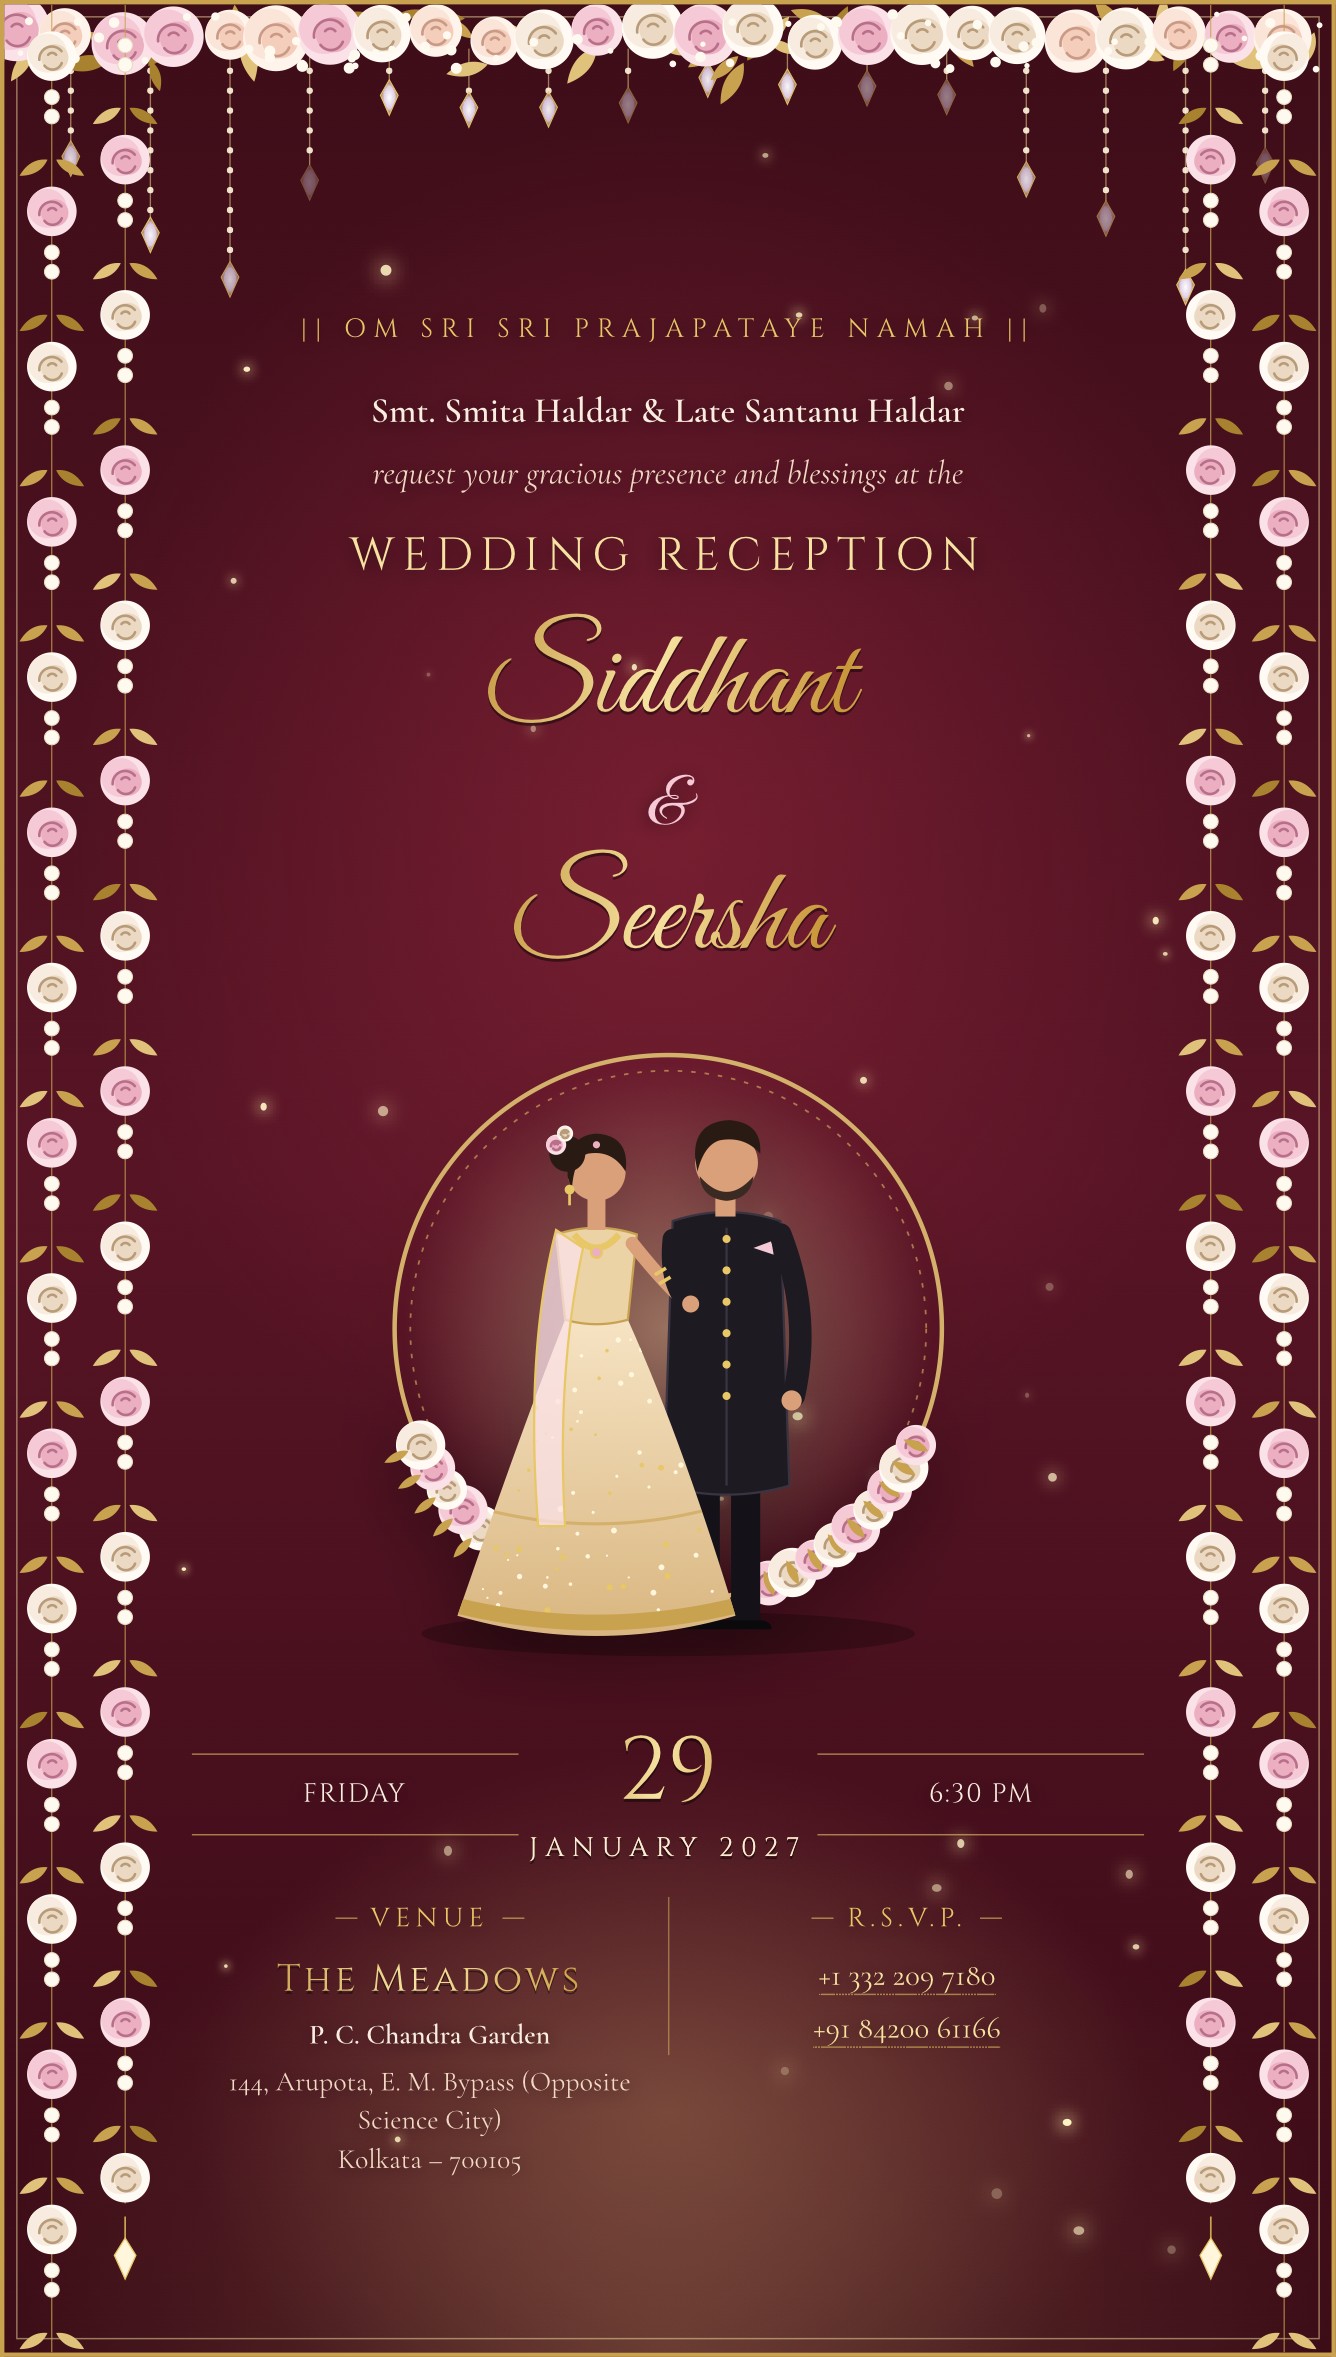 || OM SRI SRI PRAJAPATAYE NAMAH ||
Smt. Smita Haldar & Late Santanu Haldar
request your gracious presence and blessings at the
WEDDING RECEPTION
Siddhant
&
Seersha
FRIDAY
29
JANUARY 2027
6:30 PM
— VENUE —
THE MEADOWS
P. C. Chandra Garden
144, Arupota, E. M. Bypass (Opposite
Science City)
Kolkata – 700105
— R.S.V.P. —
+1 332 209 7180
+91 84200 61166